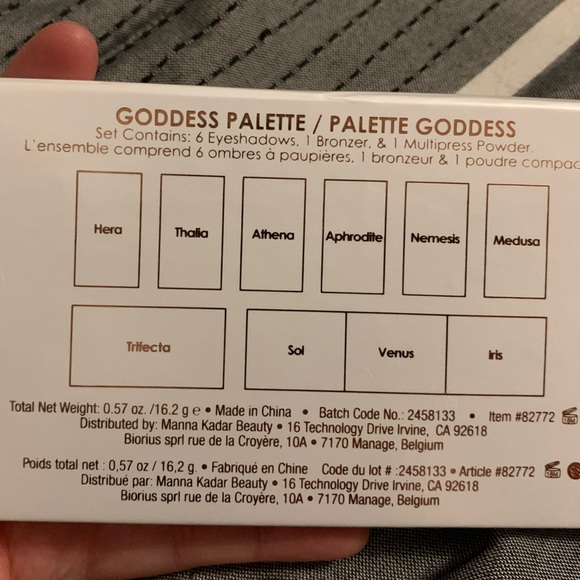 GODDESS PALETTE / PALETTE GODDESS
Set Contains: 6 Eyeshadows, 1 Bronzer, & 1 Multipress Powder.
L'ensemble comprend 6 ombres à paupières, 1 bronzeur & 1 poudre
Hera Thalia Athena Aphrodite Nemesis Medusa
Trifecta Sol Venus Iris
Total Net Weight: 0.57 oz. /16.2 g ℮ • Made in China • Batch Code No.: 2458133 • Item #82772
Distributed by: Manna Kadar Beauty • 16 Technology Drive Irvine, CA 92618
Biorius sprl rue de la Croyère, 10A • 7170 Manage, Belgium
Poids total net : 0,57 oz/ 16,2 g. • Fabriqué en Chine Code du lot # :2458133 • Article #82772
Distribué par: Manna Kadar Beauty • 16 Technology Drive Irvine, CA 92618
Biorius sprl rue de la Croyère, 10A • 7170 Manage, Belgium